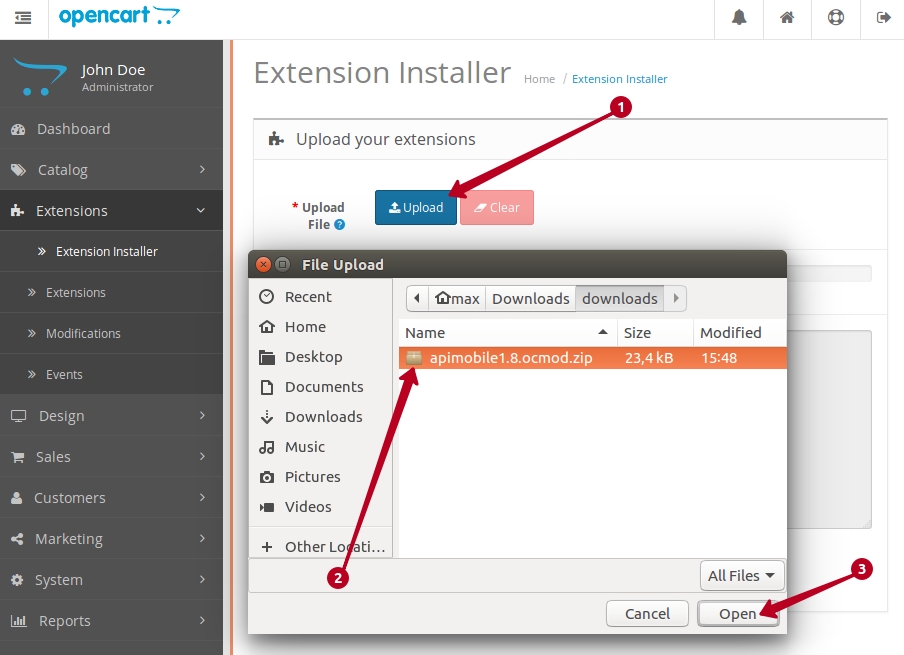 opencart
John Doe
Administrator
Dashboard
Catalog
Extensions
Extension Installer
Extensions
Modifications
Events
Design
Sales
Customers
Marketing
System
Reports
Extension Installer
Home / Extension Installer
1
Upload your extensions
* Upload File ?
Upload
Clear
File Upload
Recent
Home
Desktop
Documents
Downloads
Music
Pictures
Videos
+ Other Locati...
max Downloads downloads
Name Size Modified
apimobile1.8.ocmod.zip 23,4 kB 15:48
2
All Files
3
Cancel
Open